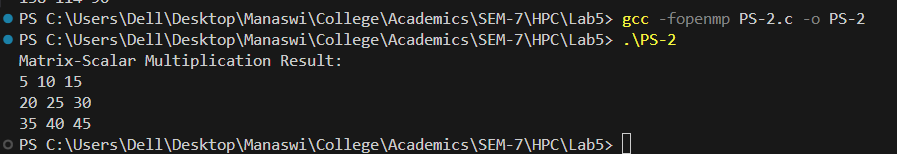 PS C:\Users\Dell\Desktop\Manaswi\College\Academics\SEM-7\HPC\Lab5> gcc -fopenmp PS-2.c -o PS-2
PS C:\Users\Dell\Desktop\Manaswi\College\Academics\SEM-7\HPC\Lab5> .\PS-2
Matrix-Scalar Multiplication Result:
5 10 15
20 25 30
35 40 45
PS C:\Users\Dell\Desktop\Manaswi\College\Academics\SEM-7\HPC\Lab5>